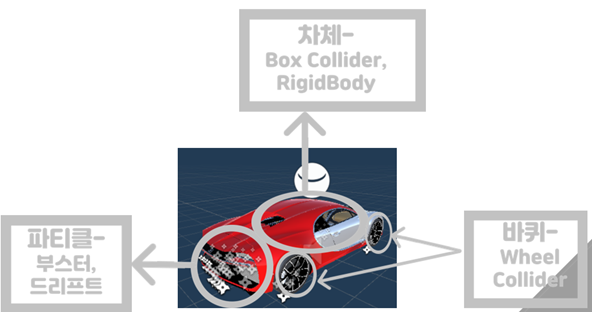 차체-
Box Collider,
RigidBody
파티클-
부스터,
드리프트
바퀴-
Wheel
Collider